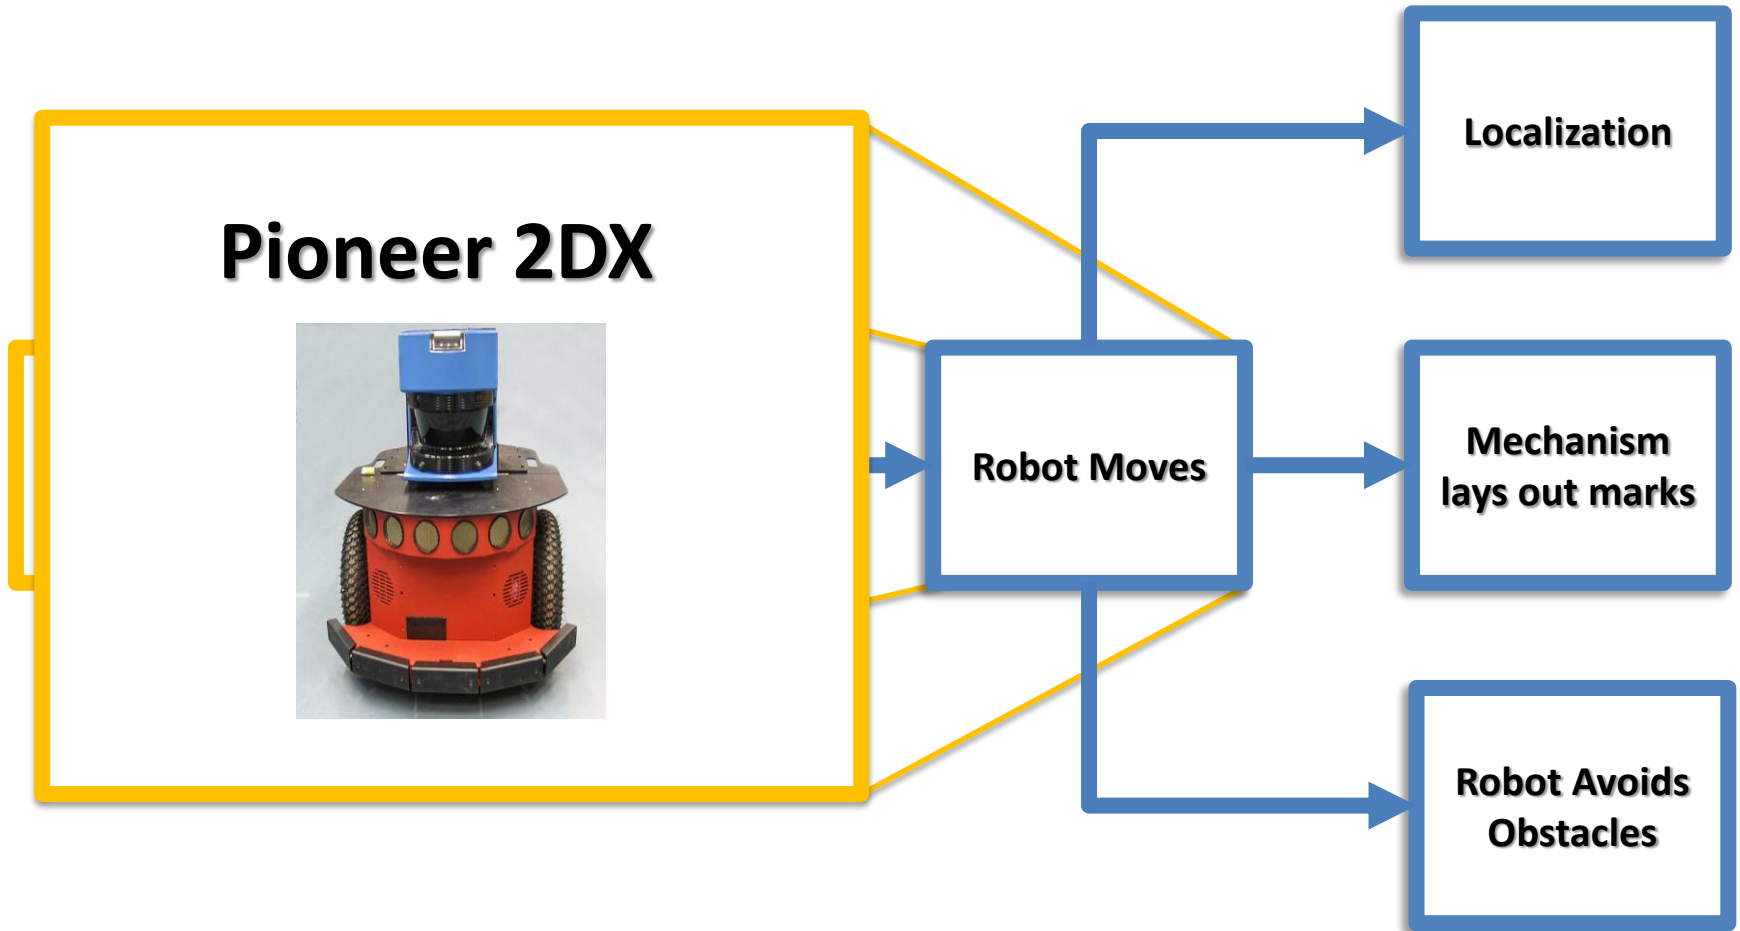 Pioneer 2DX
Robot Moves
Localization
Mechanism
lays out marks
Robot Avoids
Obstacles